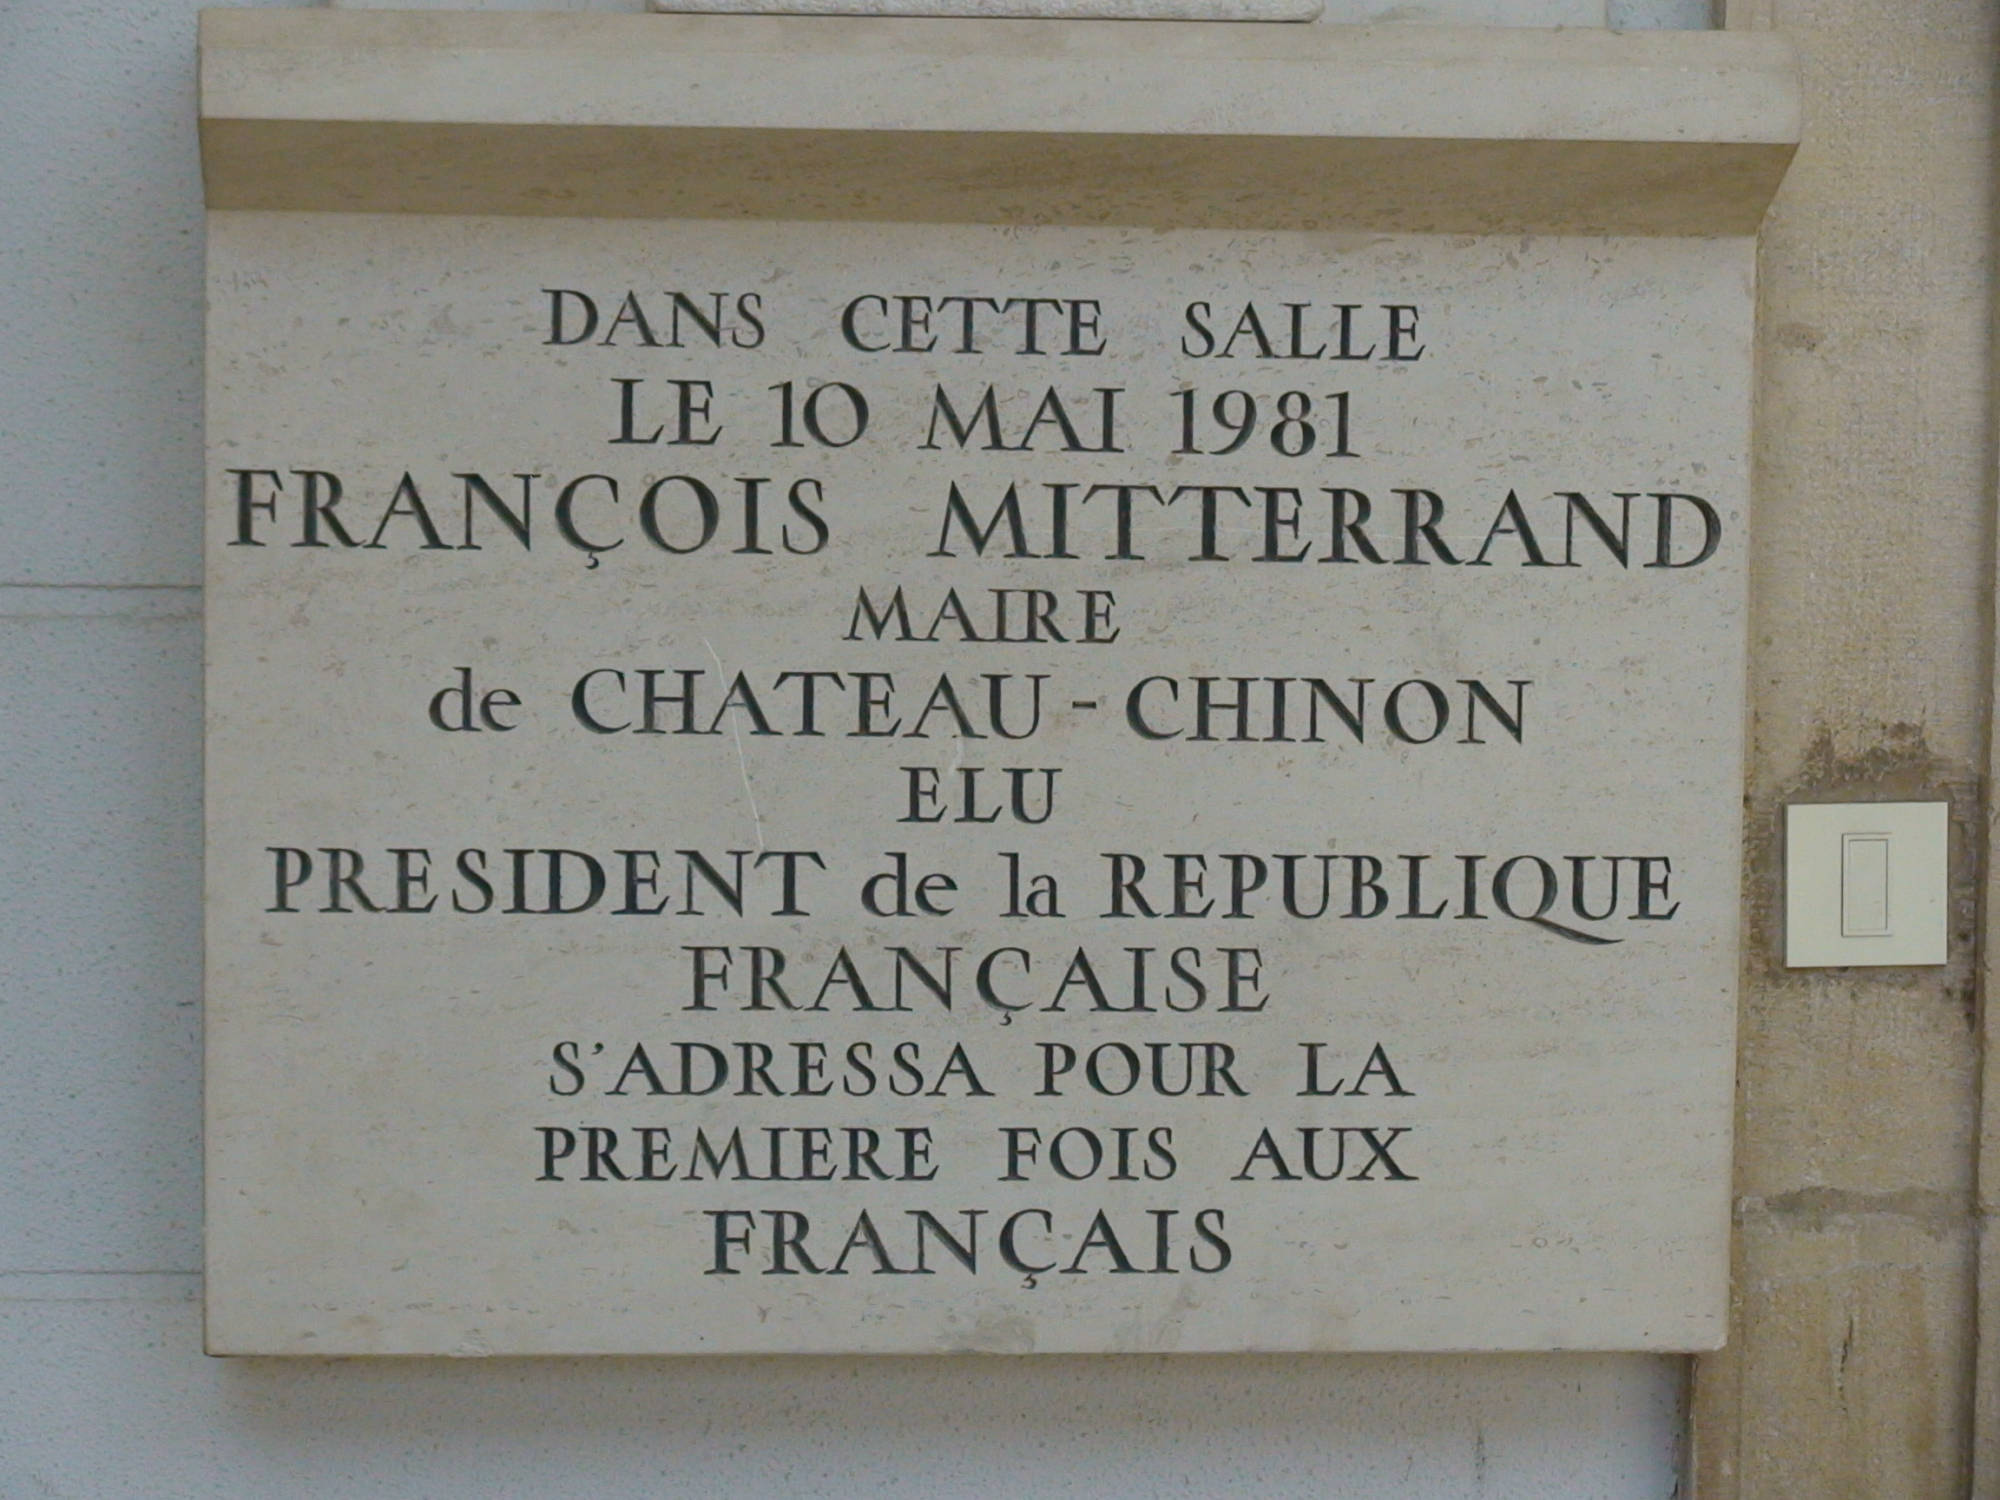 DANS CETTE SALLE
LE 10 MAI 1981
FRANÇOIS MITTERRAND
MAIRE
de CHATEAU - CHINON
ELU
PRESIDENT de la REPUBLIQUE
FRANÇAISE
S'ADRESSA POUR LA
PREMIERE FOIS AUX
FRANÇAIS